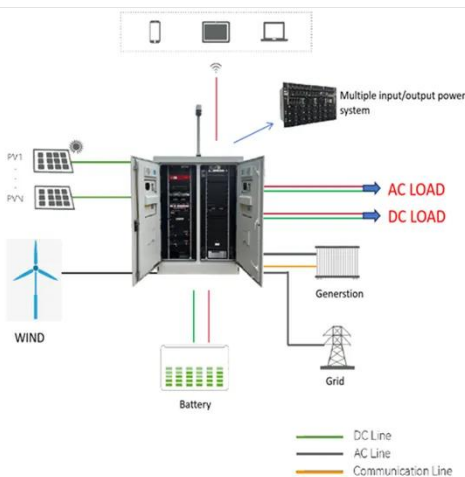 Multiple input/output power
system
PV1
PVN
AC LOAD
DC LOAD
Generstion
WIND
Grid
Battery
DC Line
AC Line
Communication Line